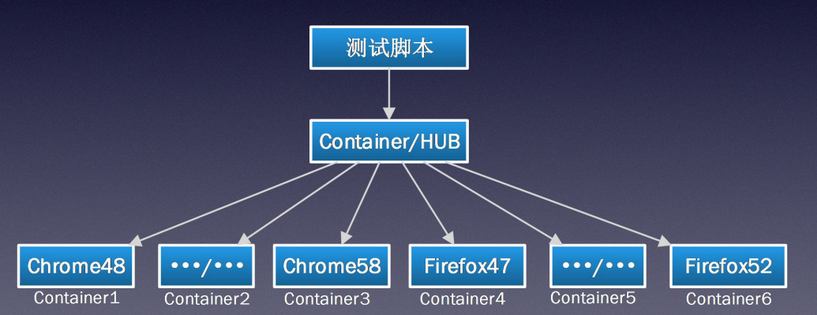 测试脚本
Container/HUB
Chrome48
•••/•••
Chrome58
Firefox47
•••/•••
Firefox52
Container1
Container2
Container3
Container4
Container5
Container6